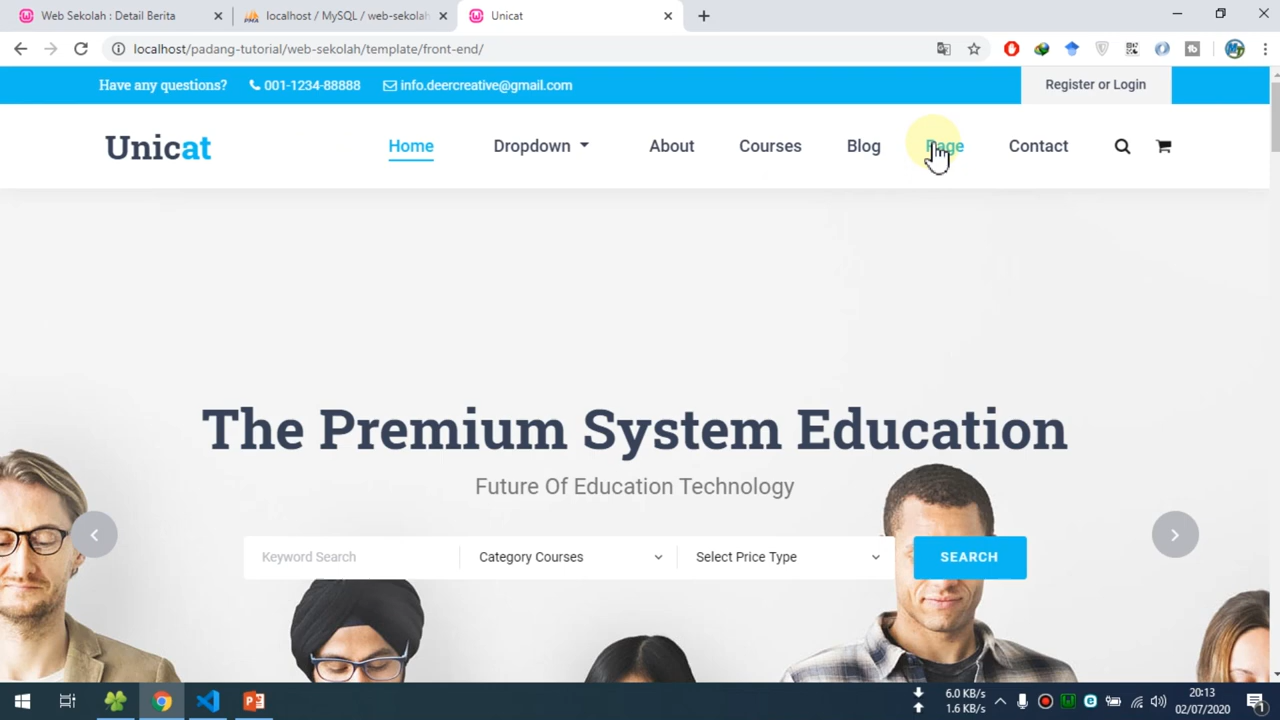 Web Sekolah : Detail Berita
localhost / MySQL / web-sekolah
Unicat
localhost/padang-tutorial/web-sekolah/template/front-end/
Have any questions? 001-1234-88888 info.deercreative@gmail.com Register or Login
Unicat Home Dropdown About Courses Blog Page Contact
The Premium System Education
Future Of Education Technology
Keyword Search Category Courses Select Price Type SEARCH
6.0 KB/s 20:13
1.6 KB/s 02/07/2020